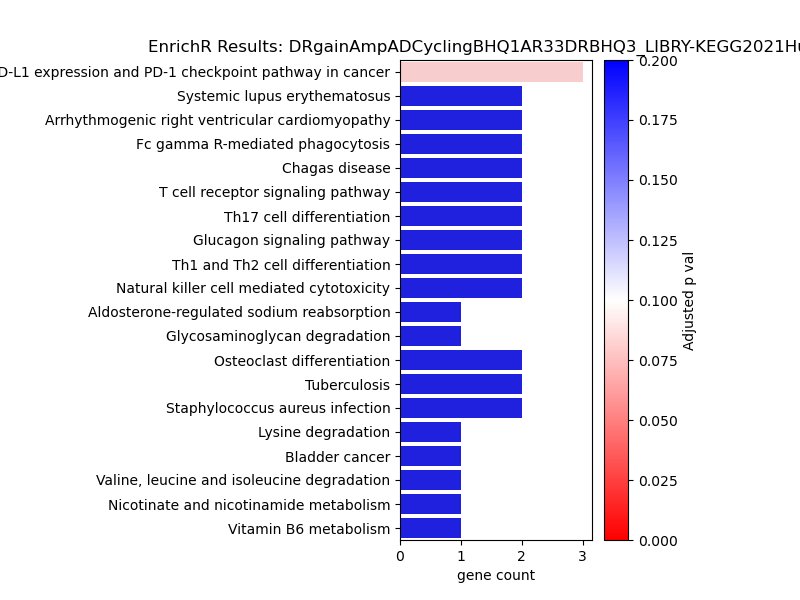 EnrichR Results: DRgainAmpADCyclingBHQ1AR33DRBHQ3_LIBRY-KEGG2021Hu
D-L1 expression and PD-1 checkpoint pathway in cancer
Systemic lupus erythematosus
Arrhythmogenic right ventricular cardiomyopathy
Fc gamma R-mediated phagocytosis
Chagas disease
T cell receptor signaling pathway
Th17 cell differentiation
Glucagon signaling pathway
Th1 and Th2 cell differentiation
Natural killer cell mediated cytotoxicity
Aldosterone-regulated sodium reabsorption
Glycosaminoglycan degradation
Osteoclast differentiation
Tuberculosis
Staphylococcus aureus infection
Lysine degradation
Bladder cancer
Valine, leucine and isoleucine degradation
Nicotinate and nicotinamide metabolism
Vitamin B6 metabolism
0 1 2 3
gene count
0.200
0.175
0.150
0.125
0.100
0.075
0.050
0.025
0.000
Adjusted p val